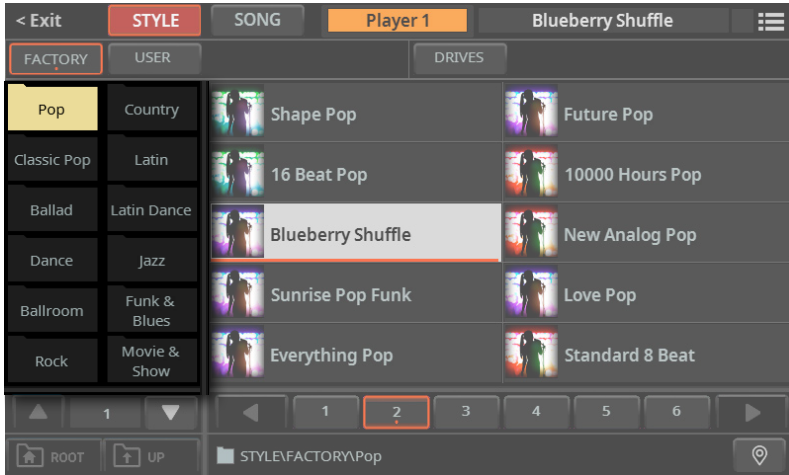 < Exit STYLE SONG Player 1 Blueberry Shuffle
FACTORY USER DRIVES
Pop Country
Classic Pop Latin
Ballad Latin Dance
Dance Jazz
Ballroom Funk &
Blues
Rock Movie &
Show
Shape Pop Future Pop
16 Beat Pop 10000 Hours Pop
Blueberry Shuffle New Analog Pop
Sunrise Pop Funk Love Pop
Everything Pop Standard 8 Beat
1 1 2 3 4 5 6
ROOT UP STYLE\FACTORY\Pop